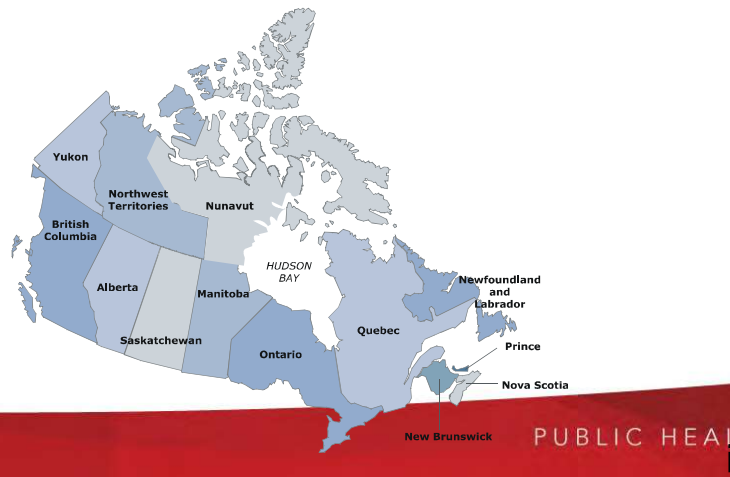 Yukon
Northwest
Territories
Nunavut
British
Columbia
HUDSON
BAY
Alberta
Manitoba
Newfoundland
and
Labrador
Saskatchewan
Quebec
Ontario
Prince
Nova Scotia
New Brunswick
PUBLIC HEA